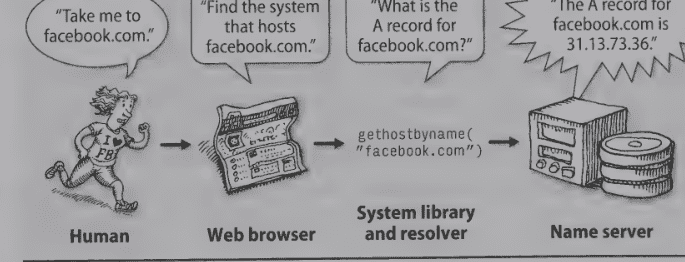 "Take me to
facebook.com."
"Find the system
that hosts
facebook.com."
"What is the
A record for
facebook.com?"
"The A record for
facebook.com is
31.13.73.36."
I ♥
FB!
gethostbyname(
"facebook.com")
Human
Web browser
System library
and resolver
Name server